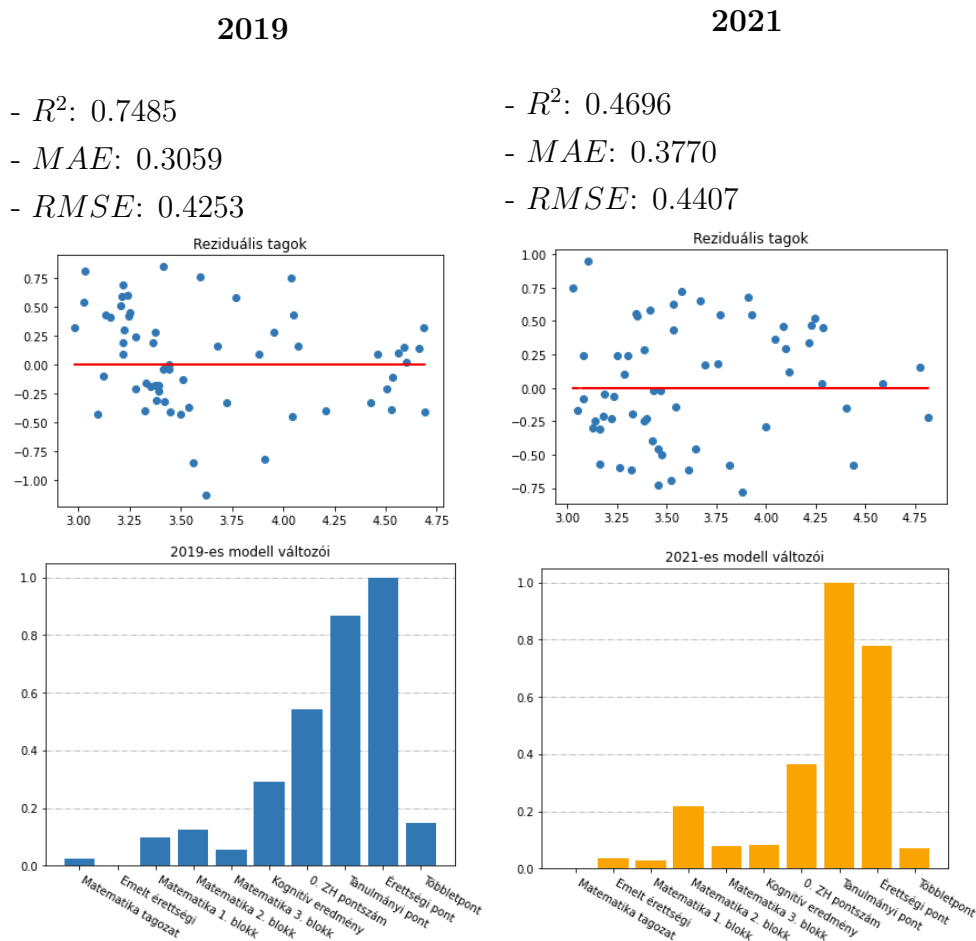 2019
- R²: 0.7485
- MAE: 0.3059
- RMSE: 0.4253
Reziduális tagok
0.75
0.50
0.25
0.00
−0.25
−0.50
−0.75
−1.00
3.00 3.25 3.50 3.75 4.00 4.25 4.50 4.75
2019-es modell változói
1.0
0.8
0.6
0.4
0.2
0.0
Matematika tagozat
Emelt érettségi
Matematika 1. blokk
Matematika 2. blokk
Matematika 3. blokk
Kognitív eredmény
0. ZH pontszám
Tanulmányi pont
Érettségi pont
Többletpont
2021
- R²: 0.4696
- MAE: 0.3770
- RMSE: 0.4407
Reziduális tagok
1.00
0.75
0.50
0.25
0.00
−0.25
−0.50
−0.75
3.00 3.25 3.50 3.75 4.00 4.25 4.50 4.75
2021-es modell változói
1.0
0.8
0.6
0.4
0.2
0.0
Matematika tagozat
Emelt érettségi
Matematika 1. blokk
Matematika 2. blokk
Matematika 3. blokk
Kognitív eredmény
0. ZH pontszám
Tanulmányi pont
Érettségi pont
Többletpont